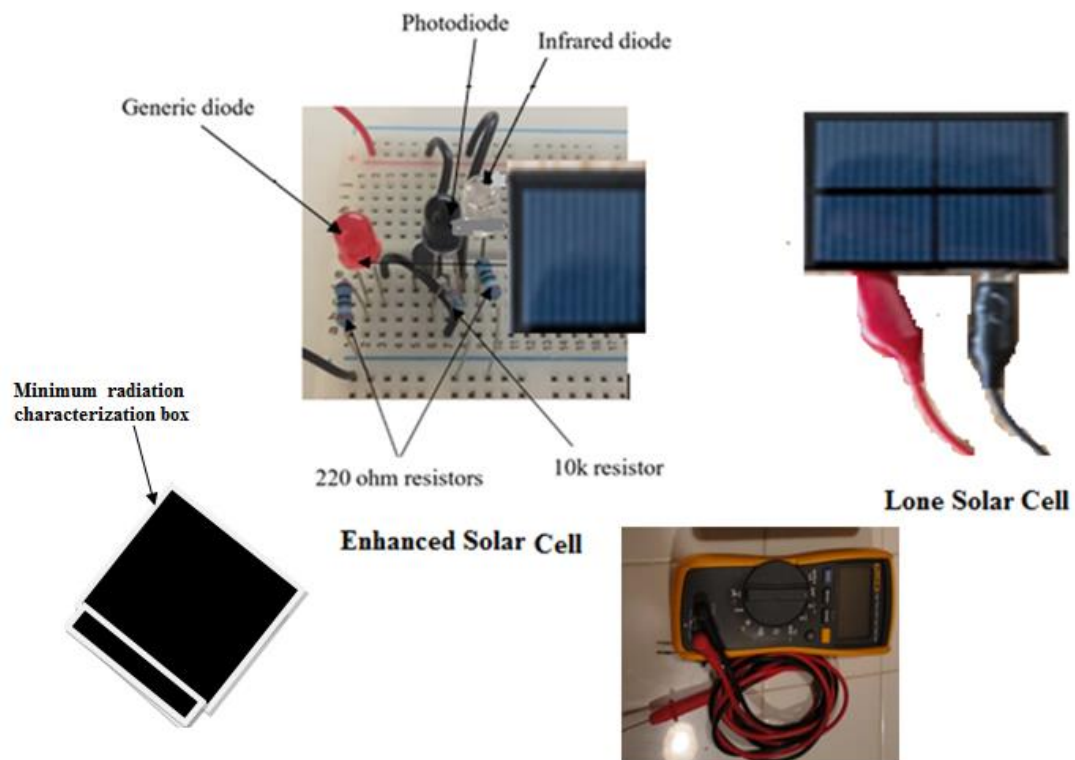 Photodiode
Infrared diode
Generic diode
Minimum radiation
characterization box
220 ohm resistors
10k resistor
Enhanced Solar Cell
Lone Solar Cell